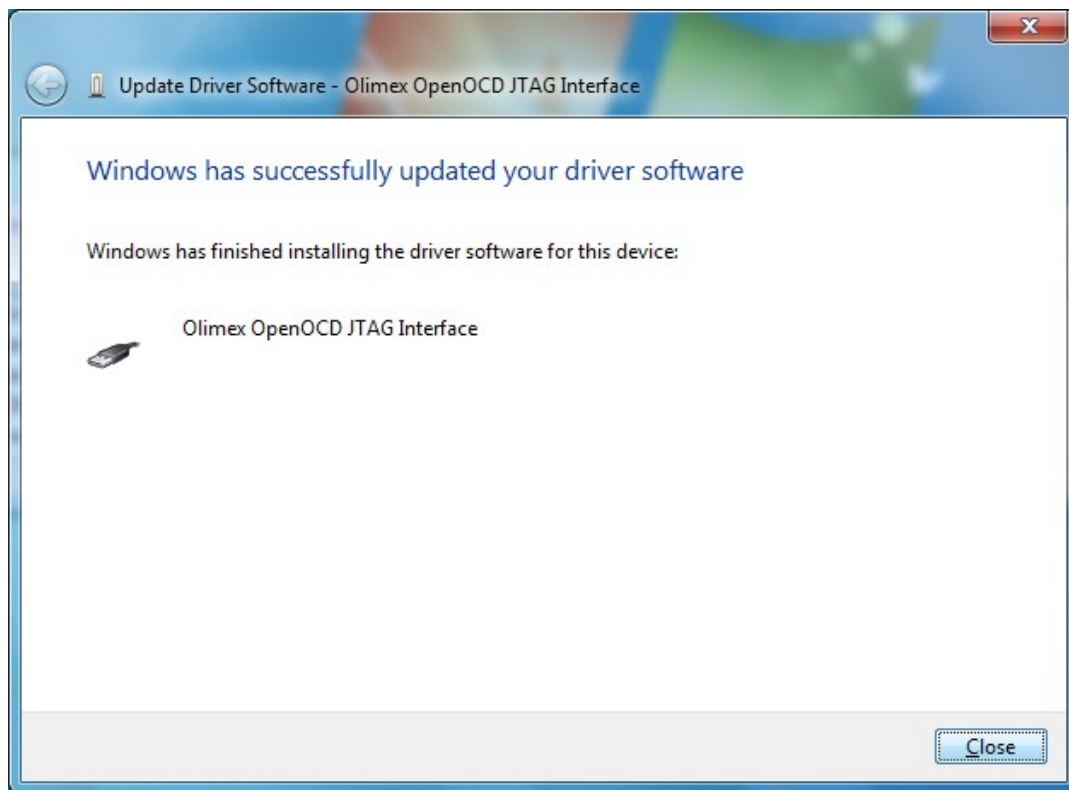 Update Driver Software - Olimex OpenOCD JTAG Interface
Windows has successfully updated your driver software
Windows has finished installing the driver software for this device:
Olimex OpenOCD JTAG Interface
Close